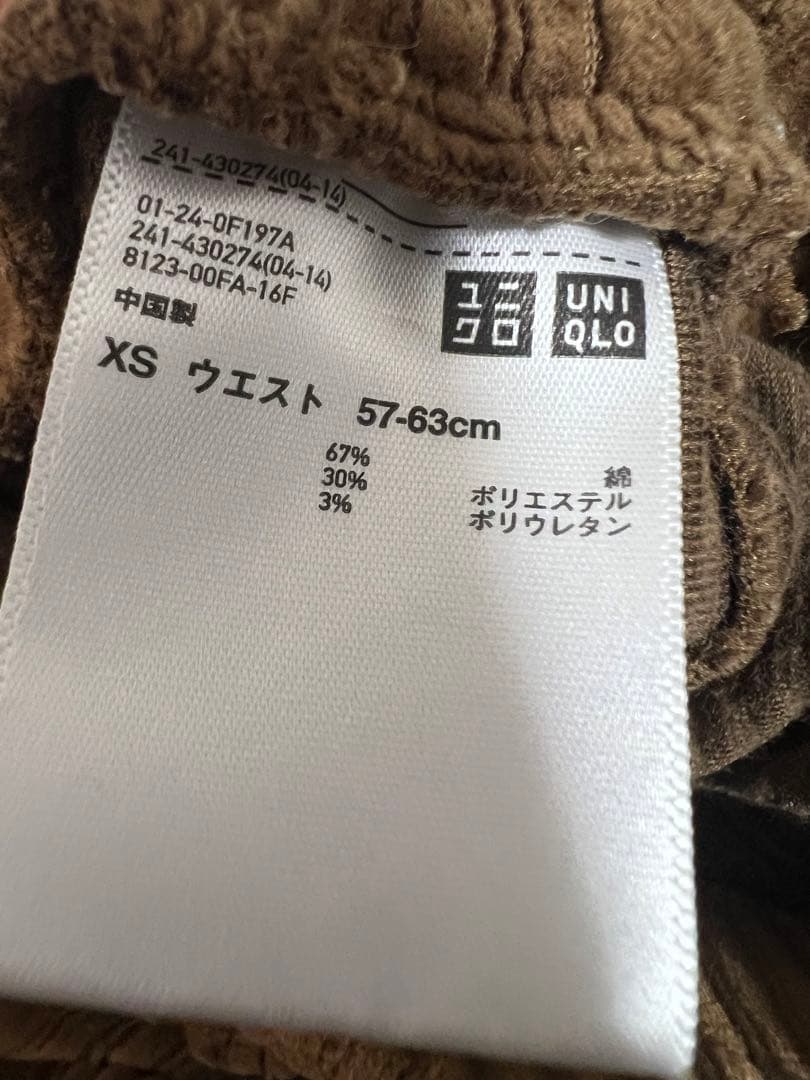 241-430274(04-14)
01-24-0F197A
241-430274(04-14)
8123-00FA-16F
中国製
ユニ
クロ
UNI
QLO
XS ウエスト 57-63cm
67% 綿
30% ポリエステル
3% ポリウレタン